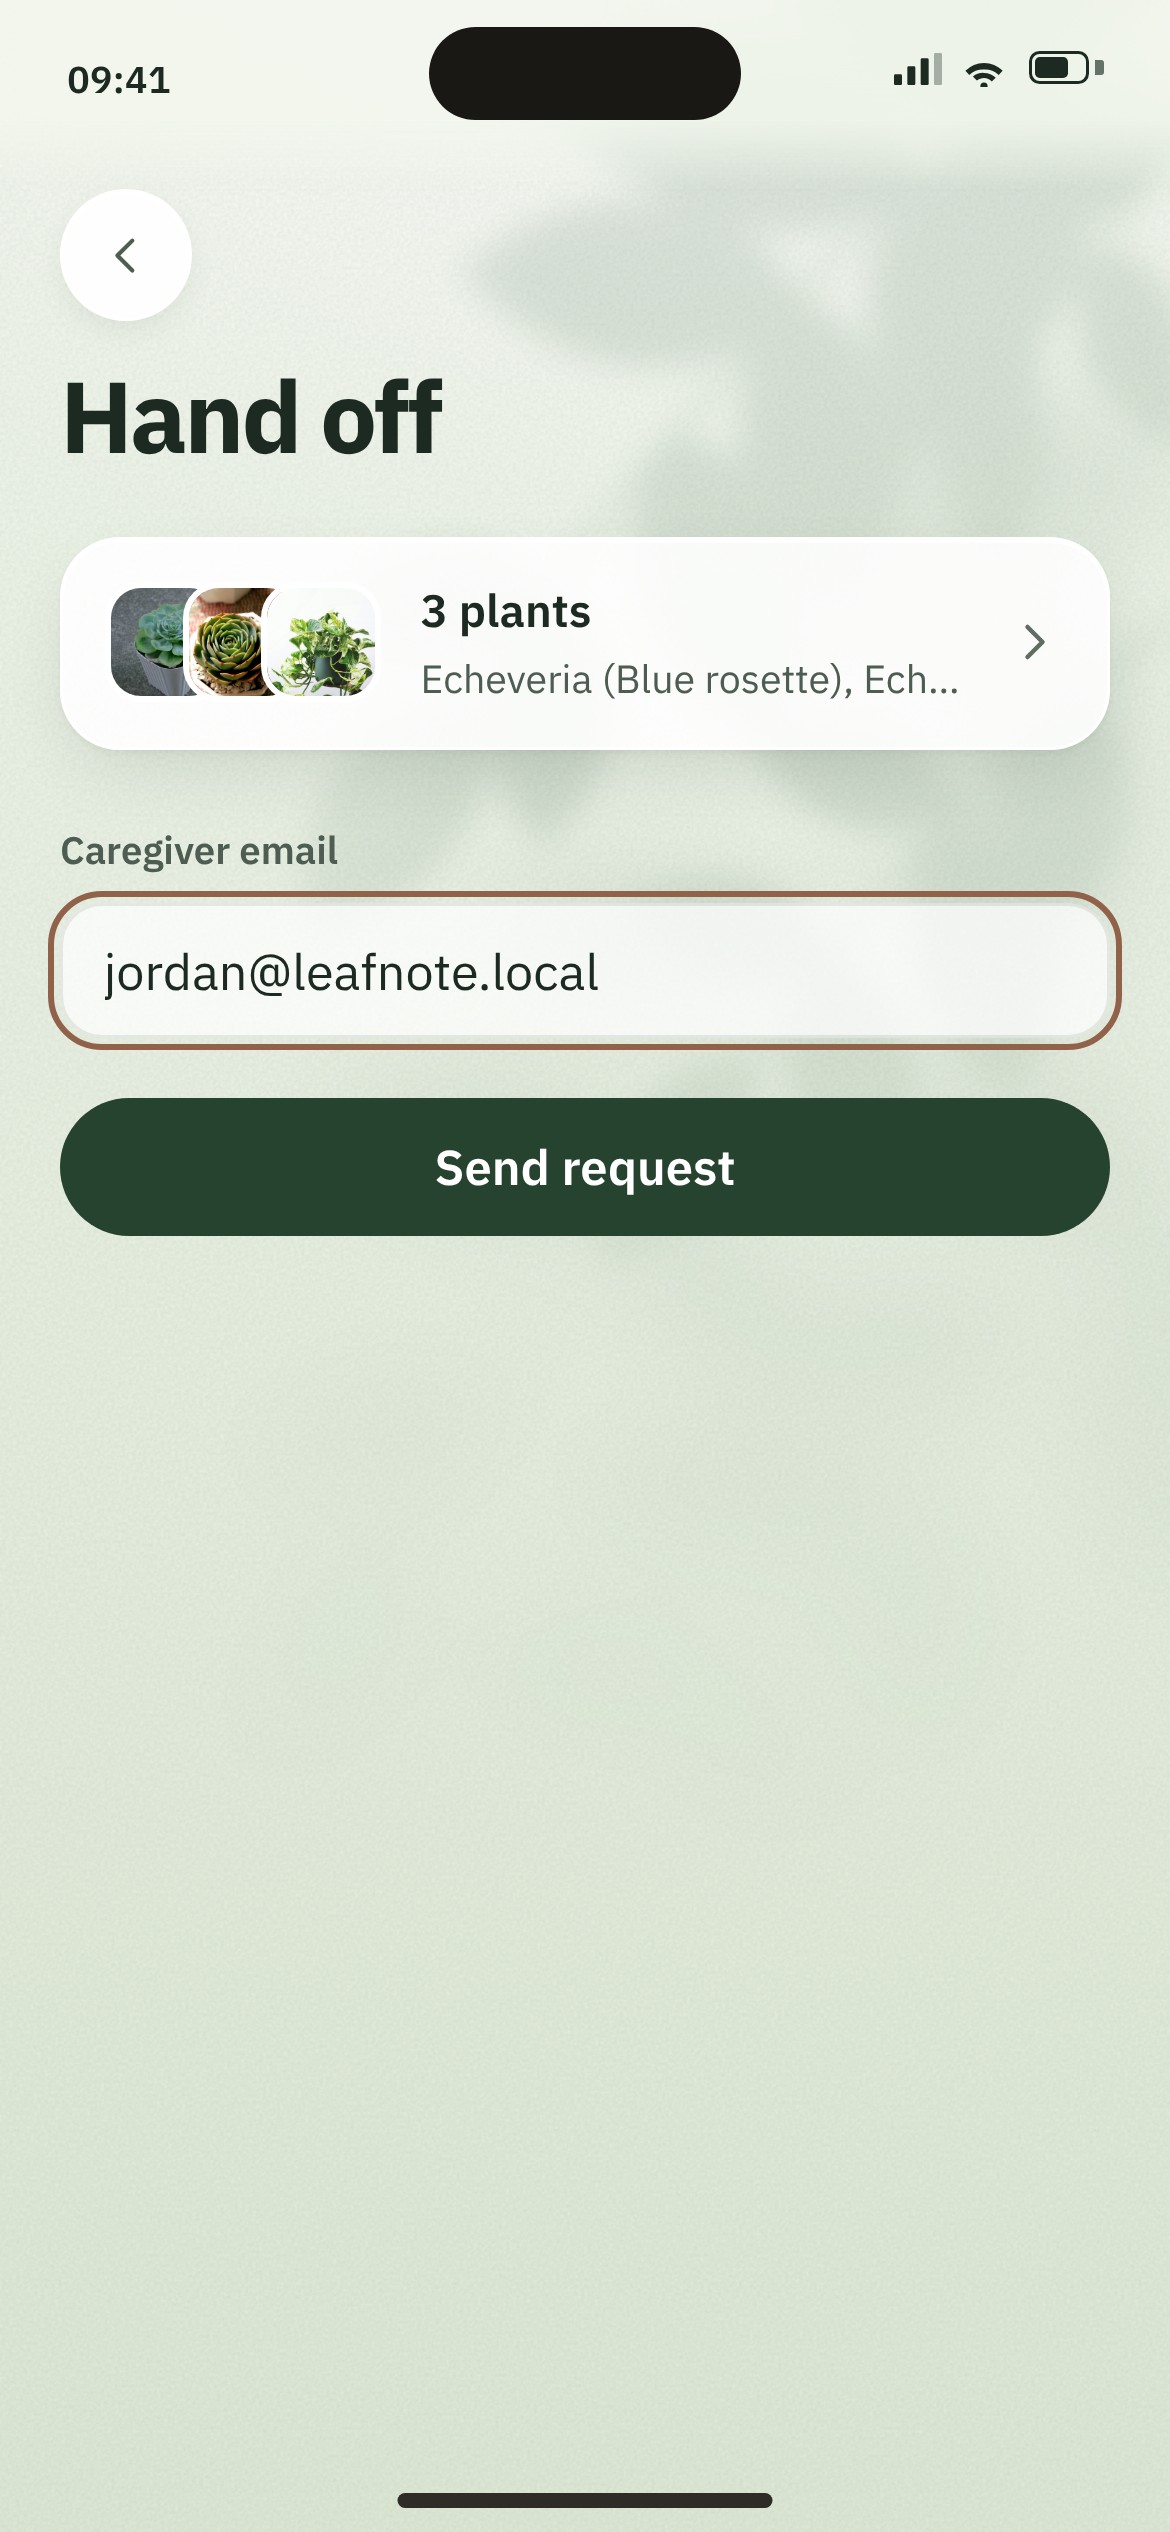 09:41
Hand off
3 plants
Echeveria (Blue rosette), Ech...
Caregiver email
jordan@leafnote.local
Send request